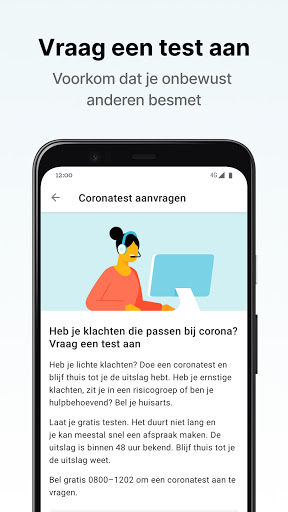 Vraag een test aan
Voorkom dat je onbewust
anderen besmet
12:00
4G
Coronatest aanvragen
Heb je klachten die passen bij corona?
Vraag een test aan
Heb je lichte klachten? Doe een coronatest en
blijf thuis tot je de uitslag hebt. Heb je ernstige
klachten, zit je in een risicogroep of ben je
hulpbehoevend? Bel je huisarts.
Laat je gratis testen. Het duurt niet lang en
je kan meestal snel een afspraak maken. De
uitslag is binnen 48 uur bekend. Blijf thuis tot je
de uitslag weet.
Bel gratis 0800–1202 om een coronatest aan te
vragen.